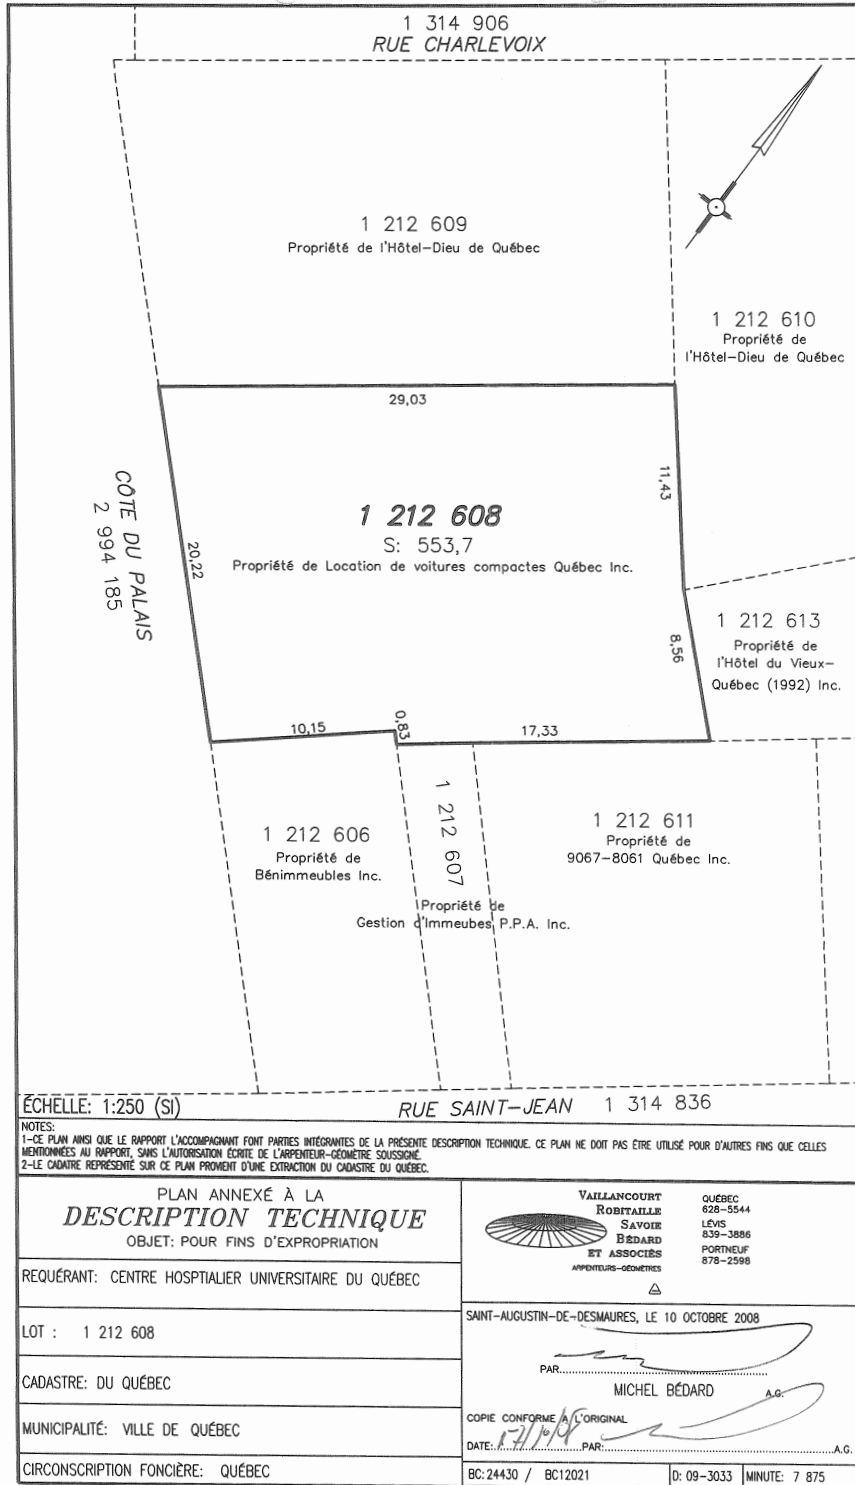 1 314 906
RUE CHARLEVOIX
1 212 609
Propriété de l'Hôtel-Dieu de Québec
1 212 610
Propriété de
l'Hôtel-Dieu de Québec
29,03
11,43
CÔTE DU PALAIS
2 994 185
20,22
1 212 608
S: 553,7
Propriété de Location de voitures compactes Québec Inc.
8,56
1 212 613
Propriété de
l'Hôtel du Vieux-
Québec (1992) Inc.
10,15
0,83
17,33
1 212 606
Propriété de
Bénimmeubles Inc.
1 212 607
Propriété de
Gestion d'Immeubes P.P.A. Inc.
1 212 611
Propriété de
9067-8061 Québec Inc.
ÉCHELLE: 1:250 (SI)
RUE SAINT-JEAN 1 314 836
NOTES:
1-CE PLAN AINSI QUE LE RAPPORT L'ACCOMPAGNANT FONT PARTIES INTÉGRANTES DE LA PRÉSENTE DESCRIPTION TECHNIQUE. CE PLAN NE DOIT PAS ÊTRE UTILISÉ POUR D'AUTRES FINS QUE CELLES
MENTIONNÉES AU RAPPORT, SANS L'AUTORISATION ÉCRITE DE L'ARPENTEUR-GÉOMÈTRE SOUSSIGNÉ.
2-LE CADATRE REPRÉSENTÉ SUR CE PLAN PROVIENT D'UNE EXTRACTION DU CADASTRE DU QUÉBEC.
PLAN ANNEXÉ À LA
DESCRIPTION TECHNIQUE
OBJET: POUR FINS D'EXPROPRIATION
REQUÉRANT: CENTRE HOSPTIALIER UNIVERSITAIRE DU QUÉBEC
LOT : 1 212 608
CADASTRE: DU QUÉBEC
MUNICIPALITÉ: VILLE DE QUÉBEC
CIRCONSCRIPTION FONCIÈRE: QUÉBEC
VAILLANCOURT
ROBITAILLE
SAVOIE
BÉDARD
ET ASSOCIÉS
ARPENTEURS-GÉOMÈTRES
QUÉBEC
628-5544
LÉVIS
839-3886
PORTNEUF
878-2598
SAINT-AUGUSTIN-DE-DESMAURES, LE 10 OCTOBRE 2008
PAR
MICHEL BÉDARD A.G.
COPIE CONFORME A L'ORIGINAL
DATE: PAR: A.G.
BC: 24430 / BC12021
D: 09-3033
MINUTE: 7 875